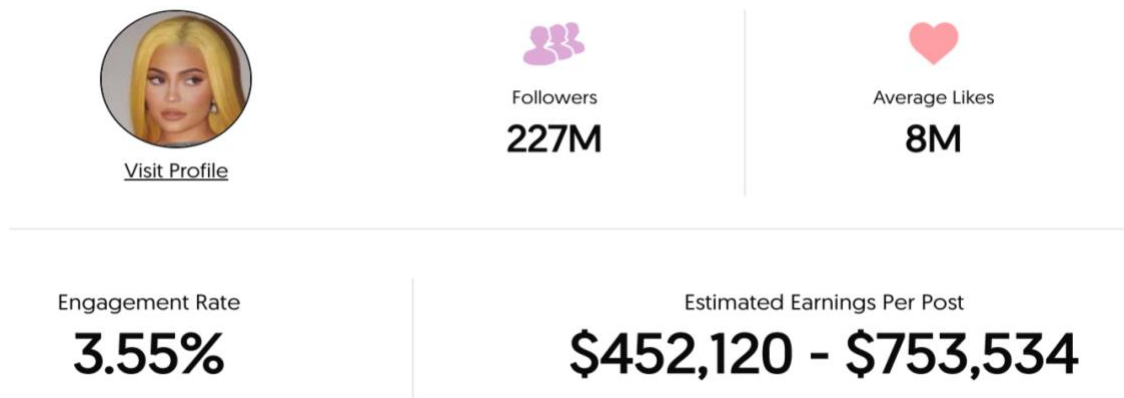 Visit Profile
Followers
227M
Average Likes
8M
Engagement Rate
3.55%
Estimated Earnings Per Post
$452,120 - $753,534